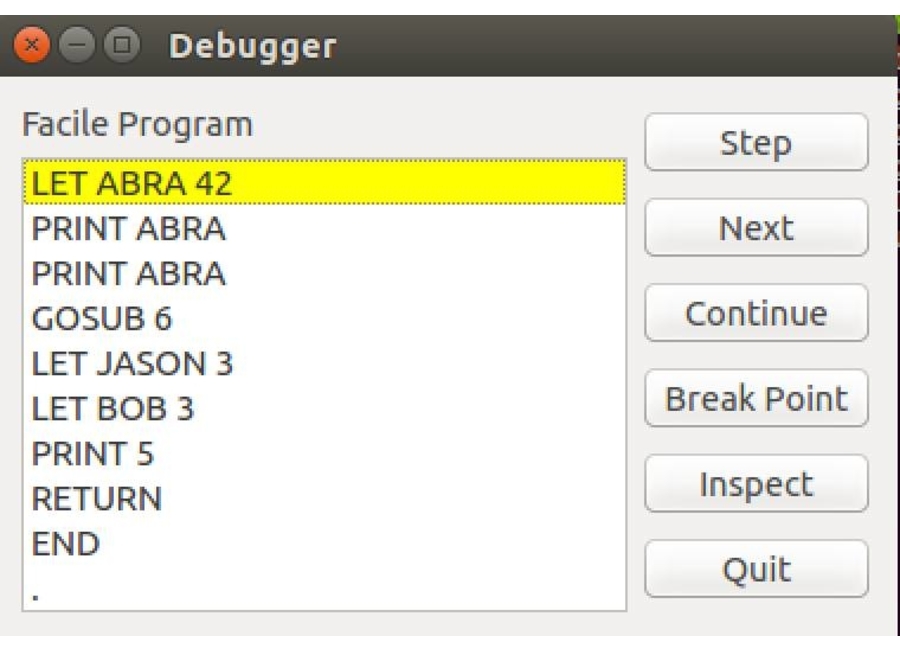 Debugger
Facile Program
LET ABRA 42
PRINT ABRA
PRINT ABRA
GOSUB 6
LET JASON 3
LET BOB 3
PRINT 5
RETURN
END
.
Step
Next
Continue
Break Point
Inspect
Quit